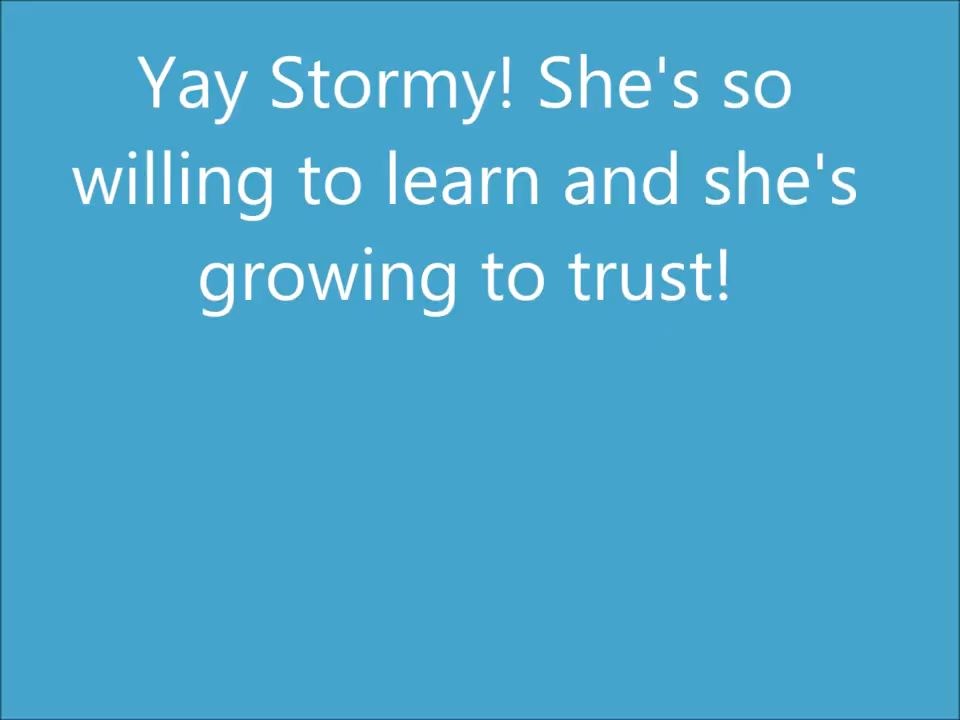 Yay Stormy! She's so
willing to learn and she's
growing to trust!